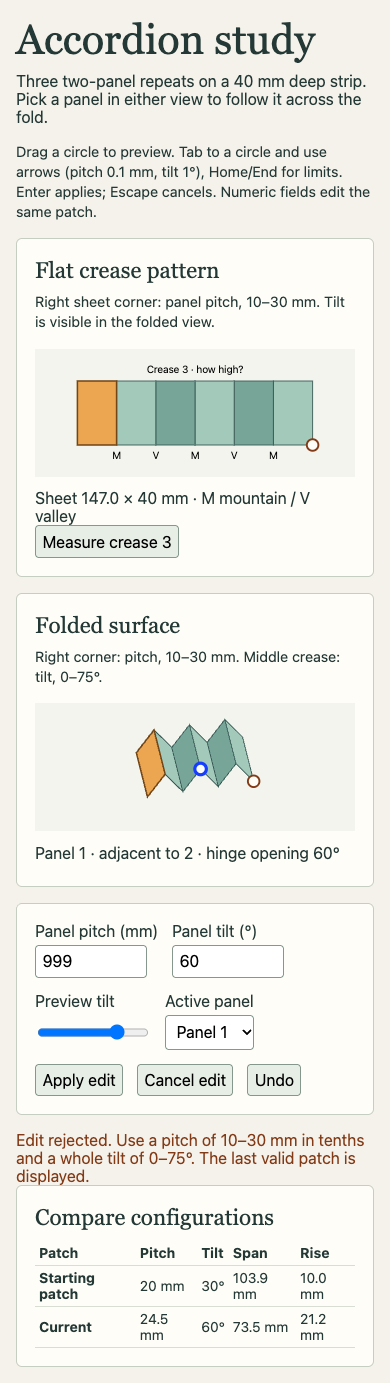 Accordion study
Three two-panel repeats on a 40 mm deep strip.
Pick a panel in either view to follow it across the
fold.
Drag a circle to preview. Tab to a circle and use
arrows (pitch 0.1 mm, tilt 1°), Home/End for limits.
Enter applies; Escape cancels. Numeric fields edit the
same patch.
Flat crease pattern
Right sheet corner: panel pitch, 10–30 mm. Tilt
is visible in the folded view.
Crease 3 · how high?
M V M V M
Sheet 147.0 × 40 mm · M mountain / V
valley
Measure crease 3
Folded surface
Right corner: pitch, 10–30 mm. Middle crease:
tilt, 0–75°.
Panel 1 · adjacent to 2 · hinge opening 60°
Panel pitch (mm) Panel tilt (°)
999 60
Preview tilt Active panel
Panel 1
Apply edit Cancel edit Undo
Edit rejected. Use a pitch of 10–30 mm in tenths
and a whole tilt of 0–75°. The last valid patch is
displayed.
Compare configurations
Patch Pitch Tilt Span Rise
Starting patch 20 mm 30° 103.9 mm 10.0 mm
Current 24.5 mm 60° 73.5 mm 21.2 mm